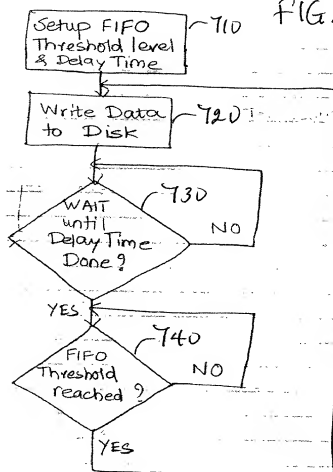 FIG.
Setup FIFO
Threshold level
& Delay Time
710
Write Data
to Disk
720
730
WAIT
until
Delay Time
Done?
NO
YES
740
FIFO
Threshold
reached?
NO
YES